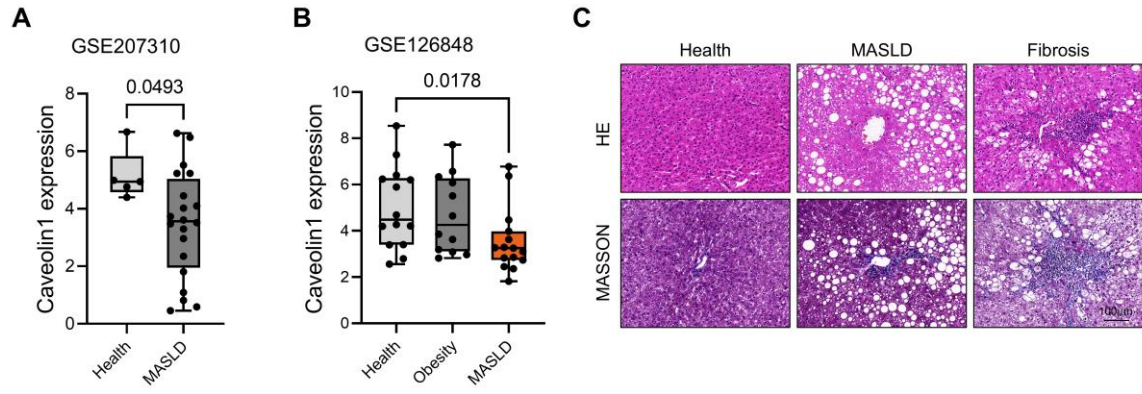 A
GSE207310
0.0493
Caveolin1 expression
8
6
4
2
0
Health
MASLD
B
GSE126848
0.0178
Caveolin1 expression
10
8
6
4
2
0
Health
Obesity
MASLD
C
Health
MASLD
Fibrosis
HE
MASSON
100μm